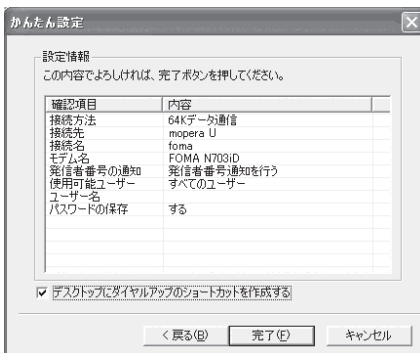 かんたん設定
設定情報
この内容でよろしければ、完了ボタンを押してください。
確認項目 内容
接続方法 64Kデータ通信
接続先 mopera U
接続名 foma
モデム名 FOMA N703iD
発信者番号の通知 発信者番号通知を行う
使用可能ユーザー すべてのユーザー
ユーザー名
パスワードの保存 する
デスクトップにダイヤルアップのショートカットを作成する
< 戻る(B) 完了(F) キャンセル